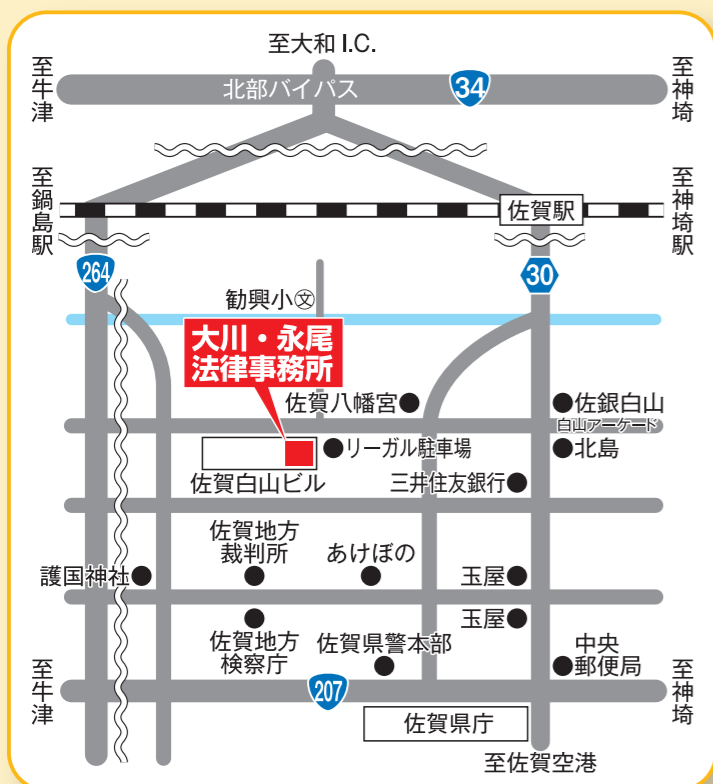 至大和I.C.
至牛津
北部バイパス
34
至神埼
至鍋島駅
佐賀駅
至神埼駅
264
30
勧興小
文
大川・永尾
法律事務所
佐賀八幡宮
佐銀白山
白山アーケード
リーガル駐車場
北島
佐賀白山ビル
三井住友銀行
佐賀地方
裁判所
あけぼの
護国神社
玉屋
玉屋
佐賀地方
検察庁
佐賀県警本部
中央
郵便局
至牛津
207
至神埼
佐賀県庁
至佐賀空港